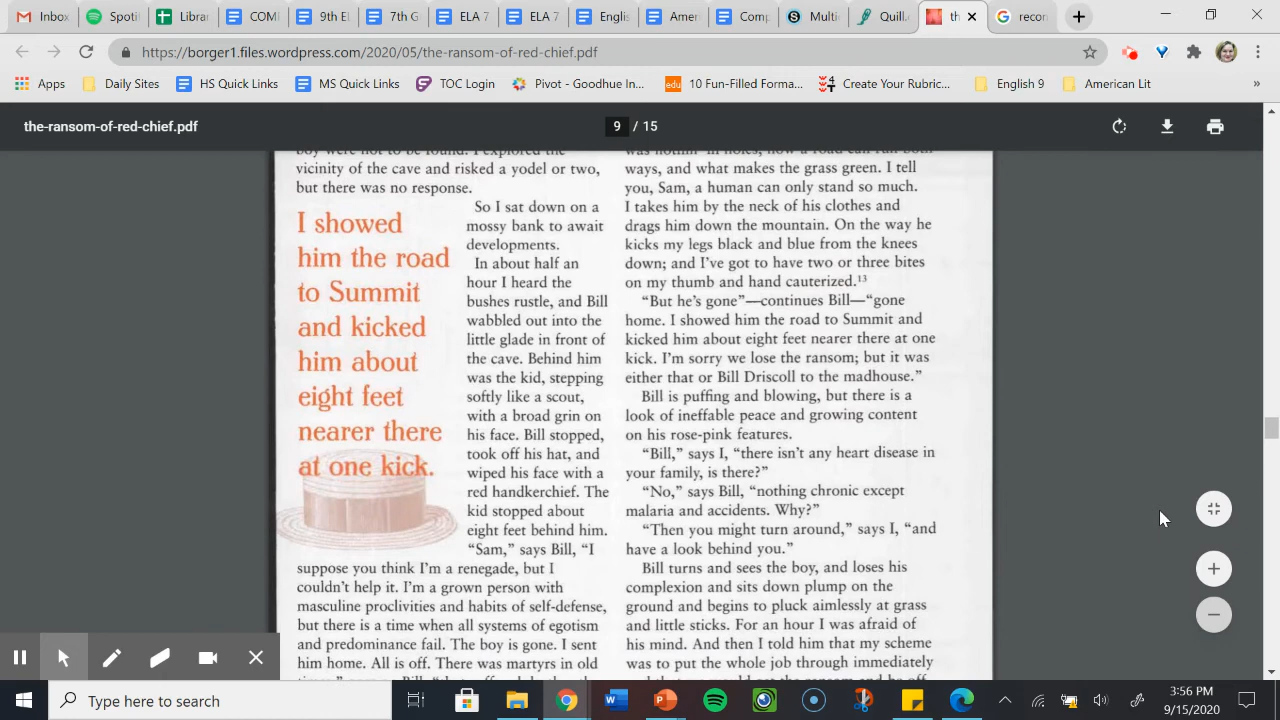 Inbox
Spoti
Librar
COMI
9th El
7th G
ELA 7
ELA 7
Englis
Amer
Comp
Multi
Quill.
th
recor
https://borger1.files.wordpress.com/2020/05/the-ransom-of-red-chief.pdf
Apps
Daily Sites
HS Quick Links
MS Quick Links
TOC Login
Pivot - Goodhue In...
edu
10 Fun-Filled Forma...
Create Your Rubric...
English 9
American Lit
»
the-ransom-of-red-chief.pdf
9 / 15
boy were not to be found. I explored the
vicinity of the cave and risked a yodel or two,
but there was no response.
I showed
him the road
to Summit
and kicked
him about
eight feet
nearer there
at one kick.
So I sat down on a
mossy bank to await
developments.
In about half an
hour I heard the
bushes rustle, and Bill
wabbled out into the
little glade in front of
the cave. Behind him
was the kid, stepping
softly like a scout,
with a broad grin on
his face. Bill stopped,
took off his hat, and
wiped his face with a
red handkerchief. The
kid stopped about
eight feet behind him.
“Sam,” says Bill, “I
suppose you think I’m a renegade, but I
couldn’t help it. I’m a grown person with
masculine proclivities and habits of self-defense,
but there is a time when all systems of egotism
and predominance fail. The boy is gone. I sent
him home. All is off. There was martyrs in old
ways, and what makes the grass green. I tell
you, Sam, a human can only stand so much.
I takes him by the neck of his clothes and
drags him down the mountain. On the way he
kicks my legs black and blue from the knees
down; and I’ve got to have two or three bites
on my thumb and hand cauterized.¹³
“But he’s gone”—continues Bill—“gone
home. I showed him the road to Summit and
kicked him about eight feet nearer there at one
kick. I’m sorry we lose the ransom; but it was
either that or Bill Driscoll to the madhouse.”
Bill is puffing and blowing, but there is a
look of ineffable peace and growing content
on his rose-pink features.
“Bill,” says I, “there isn’t any heart disease in
your family, is there?”
“No,” says Bill, “nothing chronic except
malaria and accidents. Why?”
“Then you might turn around,” says I, “and
have a look behind you.”
Bill turns and sees the boy, and loses his
complexion and sits down plump on the
ground and begins to pluck aimlessly at grass
and little sticks. For an hour I was afraid of
his mind. And then I told him that my scheme
was to put the whole job through immediately
Type here to search
3:56 PM
9/15/2020